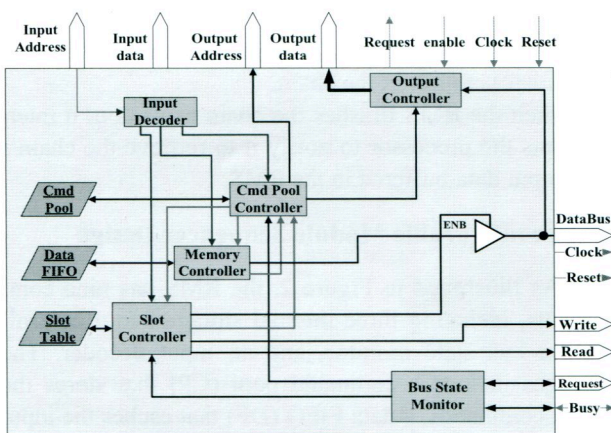 Input
Address
Input
data
Output
Address
Output
data
Request
enable
Clock
Reset
Output
Controller
Input
Decoder
Cmd
Pool
Cmd Pool
Controller
DataBus
ENB
Data
FIFO
Memory
Controller
Clock
Reset
Slot
Table
Slot
Controller
Write
Read
Bus State
Monitor
Request
Busy